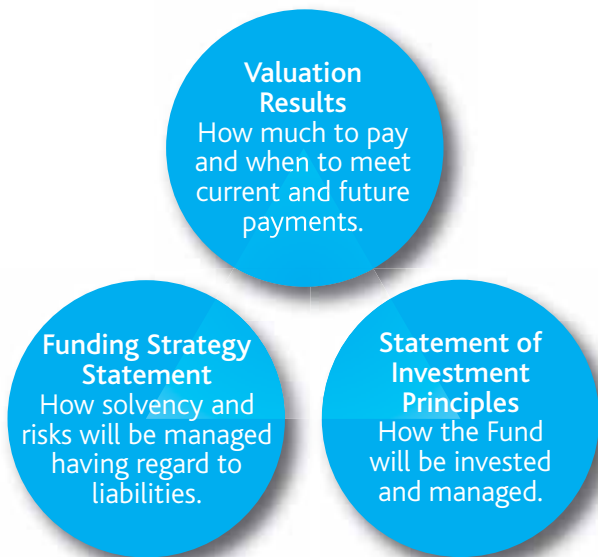 Valuation
Results
How much to pay
and when to meet
current and future
payments.
Funding Strategy
Statement
How solvency and
risks will be managed
having regard to
liabilities.
Statement of
Investment
Principles
How the Fund
will be invested
and managed.